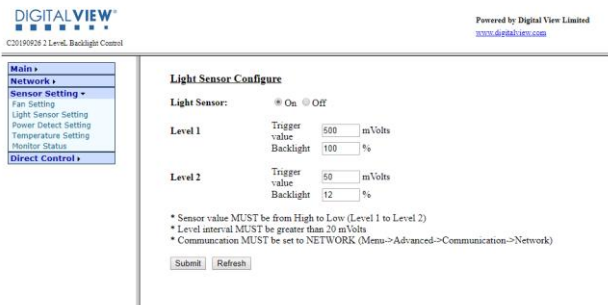 DIGITALVIEW®
Powered by Digital View Limited
www.digitalview.com
C20190926 2 LeveL Backlight Control
Main
Network
Sensor Setting
Fan Setting
Light Sensor Setting
Power Detect Setting
Temperature Setting
Monitor Status
Direct Control
Light Sensor Configure
Light Sensor: On Off
Level 1 Trigger value 500 mVolts
Backlight 100 %
Level 2 Trigger value 50 mVolts
Backlight 12 %
* Sensor value MUST be from High to Low (Level 1 to Level 2)
* Level interval MUST be greater than 20 mVolts
* Communcation MUST be set to NETWORK (Menu->Advanced->Communication->Network)
Submit Refresh